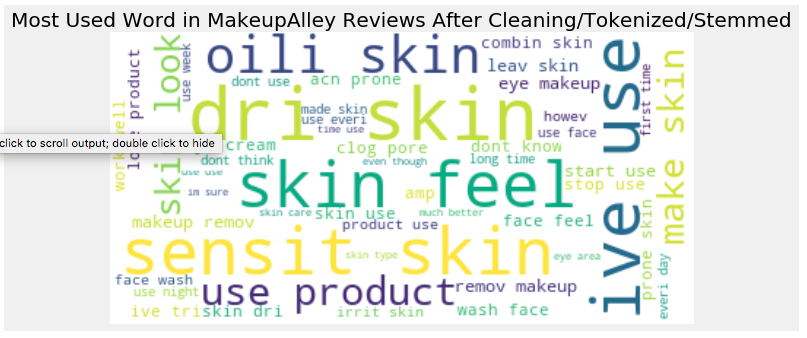 Most Used Word in MakeupAlley Reviews After Cleaning/Tokenized/Stemmed
oili skin
combin skin
leav skin
eye makeup
look
use week
product
dont use
acn prone
dri skin
made skin
use everi
time use
howev
use face
first time
ive use
make skin
click to scroll output; double click to hide
well
work
cream
clog pore
dont know
dont think
even though
long time
use use
im sure
skin feel
start use
stop use
amp
skin care
skin use
much better
makeup remov
product use
face feel
prone skin
sensit skin
skin type
eye area
everi day
face wash
use night
use product
remov makeup
ive tri
skin dri
irrit skin
wash face